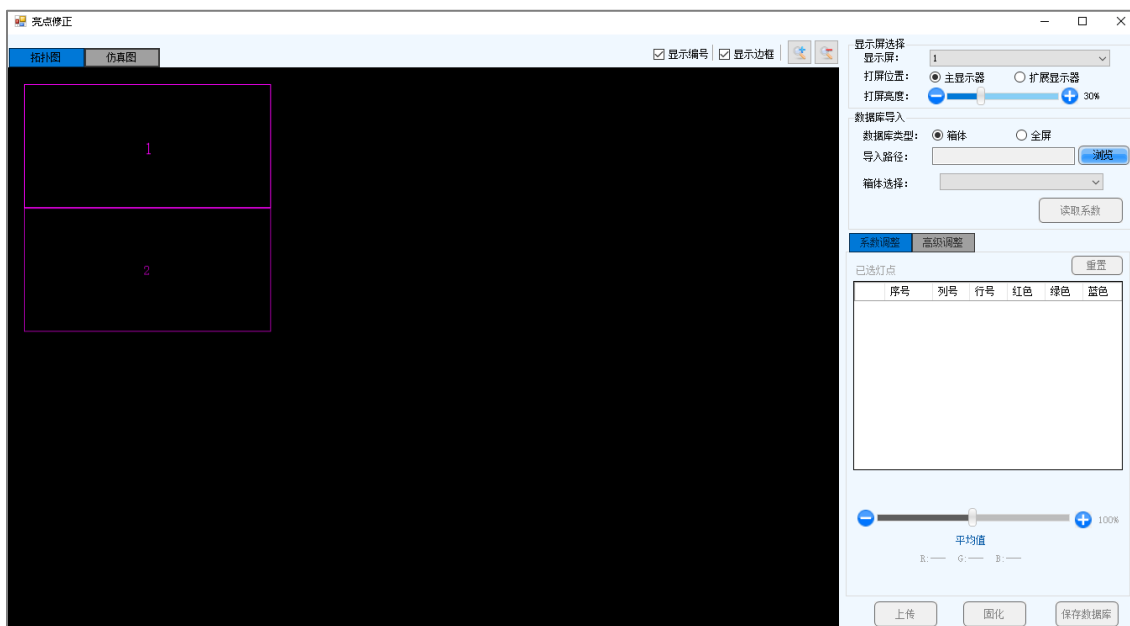 亮点修正
拓扑图 仿真图 显示编号 显示边框
1
2
显示屏选择
显示屏： 1
打屏位置： 主显示器 扩展显示器
打屏亮度： 30%
数据库导入
数据库类型： 箱体 全屏
导入路径： 浏览
箱体选择：
读取系数
系数调整 高级调整
已选灯点 重置
序号 列号 行号 红色 绿色 蓝色
100%
平均值
R:── G:── B:──
上传 固化 保存数据库